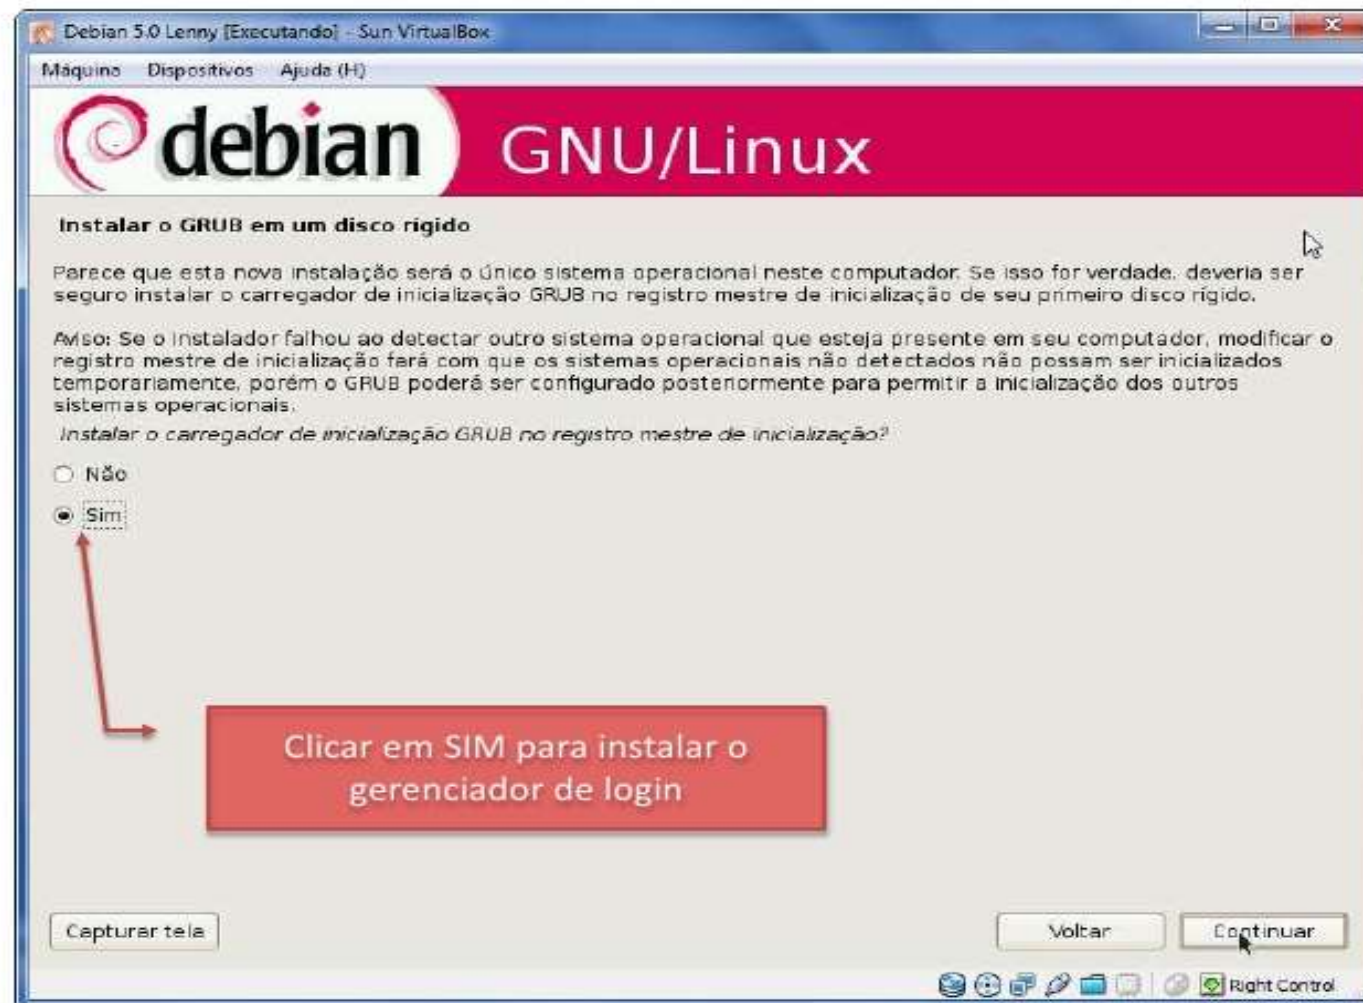 Debian 5.0 Lenny [Executando] - Sun VirtualBox
Máquina Dispositivos Ajuda (H)
debian GNU/Linux
Instalar o GRUB em um disco rígido
Parece que esta nova instalação será o único sistema operacional neste computador. Se isso for verdade, deveria ser
seguro instalar o carregador de inicialização GRUB no registro mestre de inicialização de seu primeiro disco rígido.
Aviso: Se o instalador falhou ao detectar outro sistema operacional que esteja presente em seu computador, modificar o
registro mestre de inicialização fará com que os sistemas operacionais não detectados não possam ser inicializados
temporariamente, porém o GRUB poderá ser configurado posteriormente para permitir a inicialização dos outros
sistemas operacionais.
Instalar o carregador de inicialização GRUB no registro mestre de inicialização?
Não
Sim
Clicar em SIM para instalar o
gerenciador de login
Capturar tela
Voltar
Continuar
Right Control